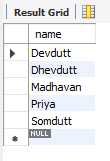 Result Grid
name
Devdutt
Dhevdutt
Madhavan
Priya
Somdutt
NULL